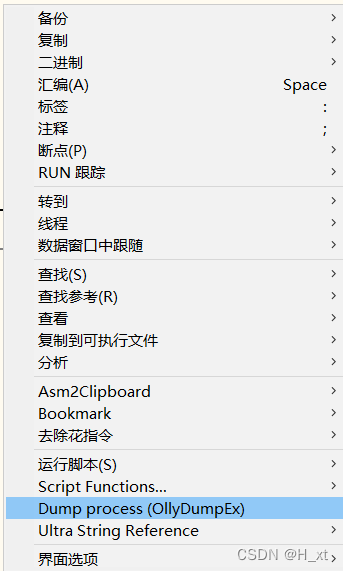 备份
复制
二进制
汇编(A) Space
标签 :
注释 ;
断点(P)
RUN 跟踪
转到
线程
数据窗口中跟随
查找(S)
查找参考(R)
查看
复制到可执行文件
分析
Asm2Clipboard
Bookmark
去除花指令
运行脚本(S)
Script Functions...
Dump process (OllyDumpEx)
Ultra String Reference
界面选项
CSDN @H_xt